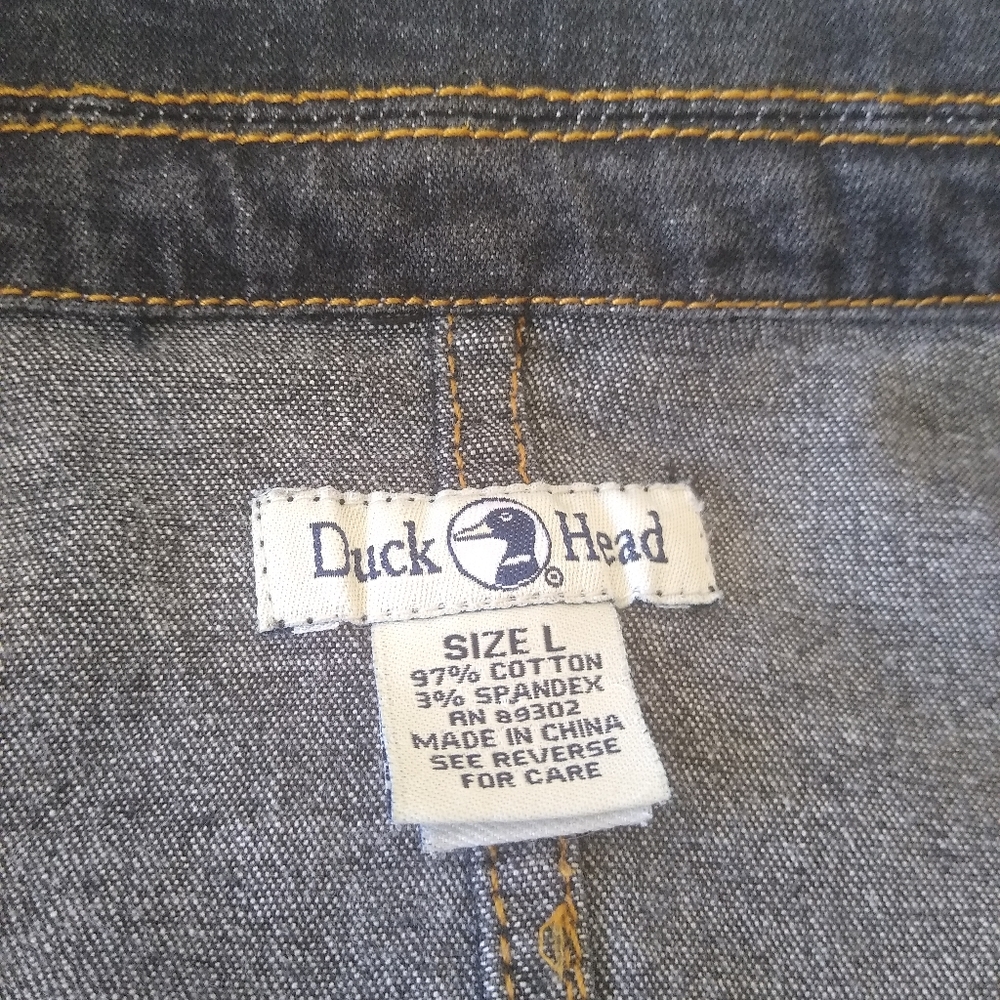 Duck Head ®
SIZE L
97% COTTON
3% SPANDEX
RN 89302
MADE IN CHINA
SEE REVERSE
FOR CARE